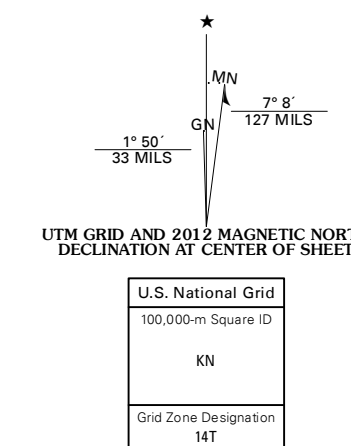 ★
MN
GN
7° 8´
127 MILS
1° 50´
33 MILS
UTM GRID AND 2012 MAGNETIC NORT
DECLINATION AT CENTER OF SHEET
U.S. National Grid
100,000-m Square ID
KN
Grid Zone Designation
14T